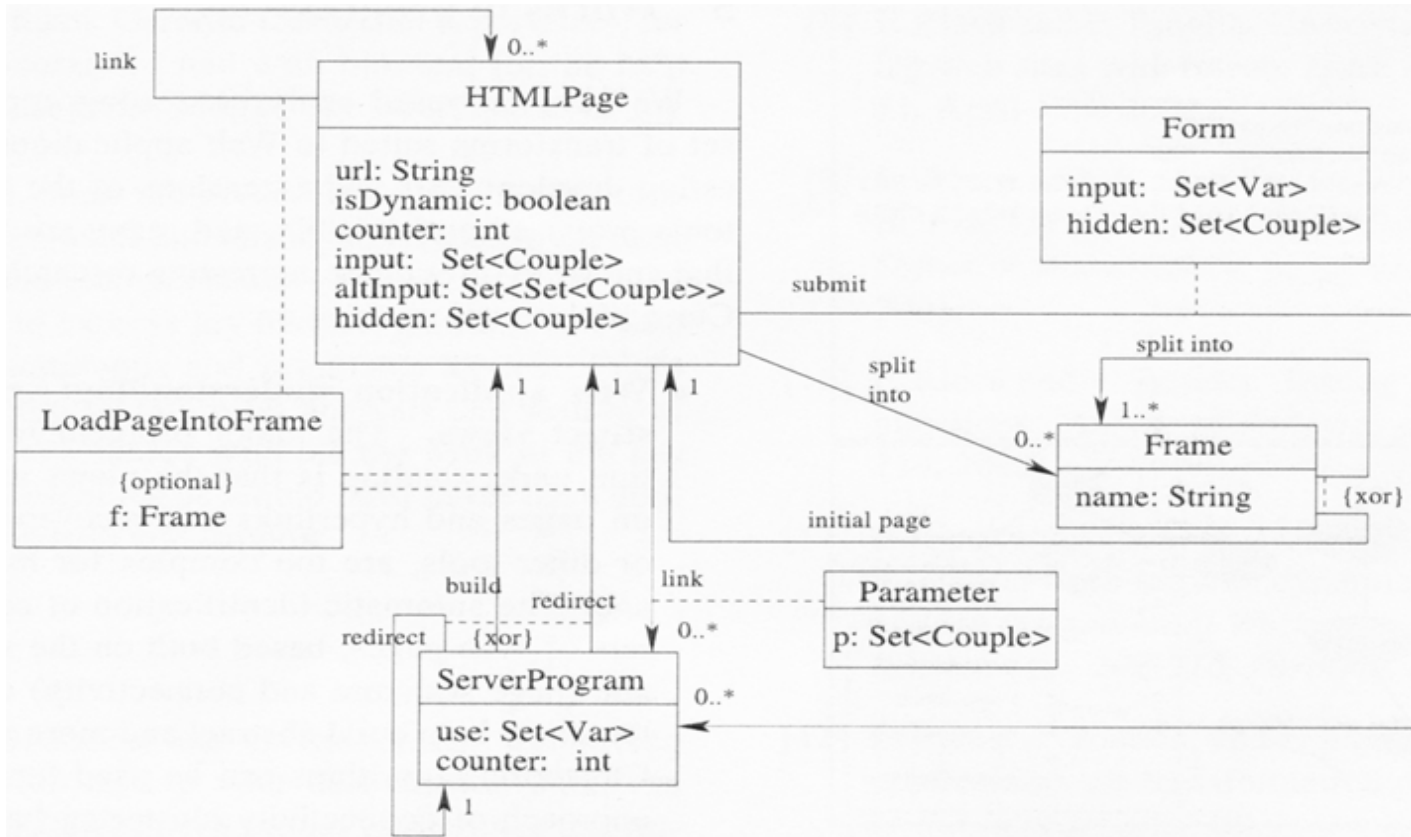 0..*
link
HTMLPage
url: String
isDynamic: boolean
counter: int
input: Set<Couple>
altInput: Set<Set<Couple>>
hidden: Set<Couple>
Form
input: Set<Var>
hidden: Set<Couple>
submit
split into
1
1
split
into
1..*
0..*
Frame
name: String
{xor}
LoadPageIntoFrame
{optional}
f: Frame
initial page
build
link
redirect
redirect
{xor}
0..*
Parameter
p: Set<Couple>
ServerProgram
0..*
use: Set<Var>
counter: int
1